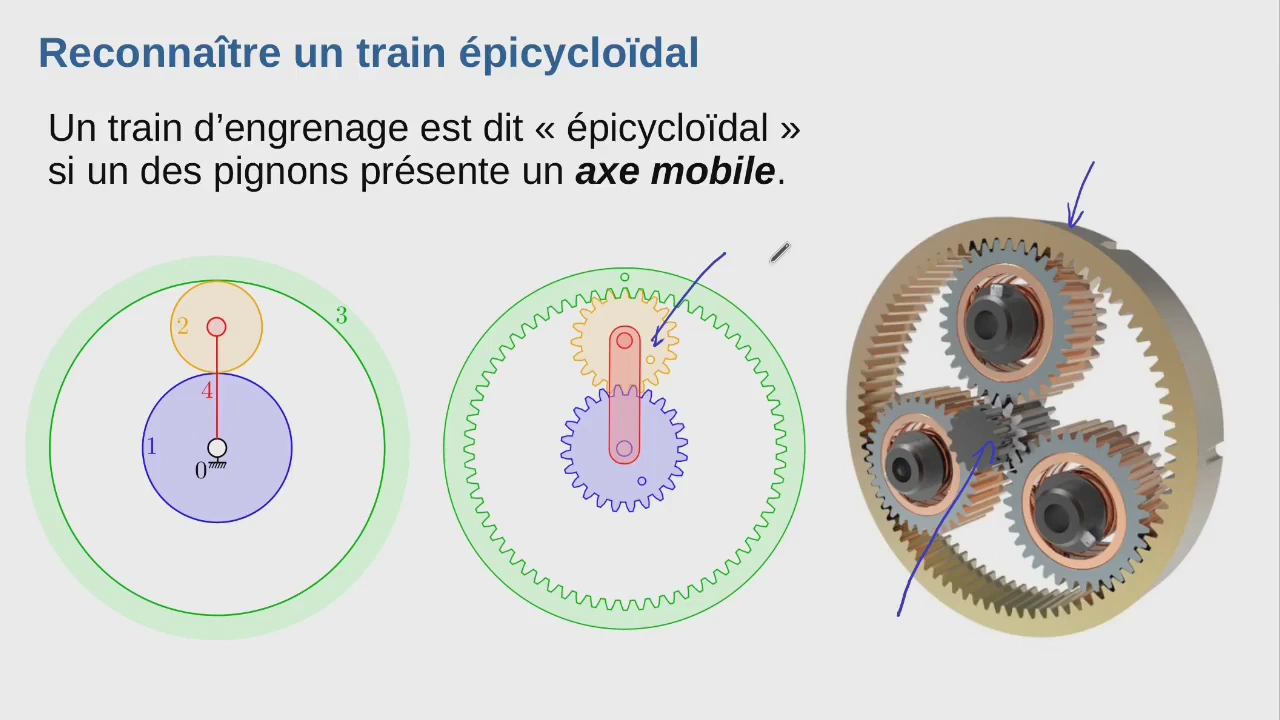 Reconnaître un train épicycloïdal
Un train d’engrenage est dit « épicycloïdal »
si un des pignons présente un axe mobile.
3
2
4
1
0